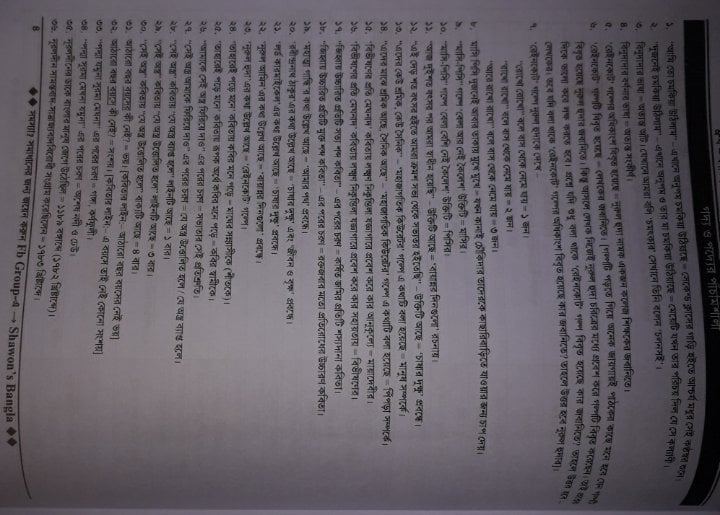 গদ্য ও পদ্যের পাঁচমিশালী
১. “আমি তো চমকিয়া উঠিলাম” – এখানে অনুপম চমকিয়া উঠিছে = সেকেন্ড ক্লাসের গাড়ি হইতে আশ্চর্য মধুর সেই কণ্ঠস্বর শুনে।
২. “দুজনেই চমকিয়া উঠিলাম” – এখানে অনুপম ও তার মা চমকিয়া উঠিয়াছে = মেয়েটি যখন তার পরিচয় দিল যে সে কল্যাণী।
৩. বিনুদাদার ভাষা = অত্যন্ত আঁট। যেখানে আমরা বলি ‘চমৎকার’ সেখানে তিনি বলেন ‘চলনসই’।
৪. বিনুদাদার বর্ণনার ভাষা = অত্যন্ত সংকীর্ণ।
৫. ‘রেইনকোট’ গল্পের অধিকাংশ বিবৃত হয়েছে = নুরুল হুদা নামক একজন কলেজ শিক্ষকের জবানিতে।
৬. ‘রেইনকোট’ গল্পটি বিবৃত হয়েছে = লেখকের জবানিতে। [গল্পটি পড়তে গিয়ে অনেক জায়গায়ই পাঠকের কাছে মনে হবে যেন গল্পটি
বিবৃত হয়েছে নুরুল হুদার জবানিতে। কিন্তু আসলে লেখক নিজেই নুরুল হুদা চরিত্রের মধ্যে প্রবেশ করে গল্পটি বিবৃত করেছেন। তাই প্রশ্নের
দিকে ভালো করে লক্ষ করতে হবে। প্রশ্নে যদি শুধু বলা থাকে ‘রেইনকোট’ গল্প বিবৃত হয়েছে কার জবানিতে? তাহলে উত্তর হবে –
লেখকের। তবে যদি বলা থাকে ‘রেইনকোট’ গল্পের অধিকাংশ বিবৃত হয়েছে কার জবানিতে? তাহলে উত্তর হবে নুরুল হুদার]।
৭. ‘রেইনকোট’ গল্পে নুরুল হুদাকে দেখে –
“রোখো রোখো” বলে বাস থেকে নেমে যায় = ১ জন।
“রাখো রাখো” বলে বাস থেকে নেমে যায় = ২ জন।
“আরে রাখো রাখো” বলে বাস থেকে নেমে যায় = ৩ জন।
৮. মাসি পিসি দুজনেই আবার তাকায় মুখে মুখে = যখন কানাই চৌকিদার তাদেরকে কাছারিবাড়িতে যাওয়ার জন্য চাপ দেয়।
৯. “মাসি-পিসি” গল্পে ‘বেলা আর নেই কৈলেশ’ উক্তিটি = মাসির।
১০. “মাসি-পিসি” গল্পে ‘বেলা বেশি নেই কৈলেশ’ উক্তিটি = পিসির।
১১. “আজ দুইশত বৎসর পর আমরা স্বাধীন হয়েছি” – উক্তিটি আছে = ‘বায়ান্নর দিনগুলো’ রচনায়।
১২. “এই দেড় শত বৎসর হইতে আমরা ক্রমশ সভ্য থেকে সভ্যতর হইতেছি” – উক্তিটি আছে = ‘চাষার দুক্ষু’ প্রবন্ধে।
১৩. “এদের কেউ শ্রমিক, কেউ সৈনিক” – ‘মহাজাগতিক কিউরেটর’ গল্পে এ কথাটি বলা হয়েছে = মানুষ সম্পর্কে।
১৪. “এদের মাঝে শ্রমিক আছে, সৈনিক আছে” – ‘মহাজাগতিক কিউরেটর’ গল্পে এ কথাটি বলা হয়েছে = পিঁপড়া সম্পর্কে।
১৫. ‘বিভীষণের প্রতি মেঘনাদ’ কবিতায় লক্ষ্মণ নিকুম্ভিলা যজ্ঞাগারে প্রবেশ করে কার আনুকূল্যে = মায়াদেবীর।
১৬. ‘বিভীষণের প্রতি মেঘনাদ’ কবিতায় লক্ষ্মণ নিকুম্ভিলা যজ্ঞাগারে প্রবেশ করে কার সহায়তায় = বিভীষণের।
১৭. “জিহ্বায় উচ্চারিত প্রতিটি সত্য শব্দ কবিতা” – এর পরের চরণ = কর্ষিত জমির প্রতিটি শস্যদানা কবিতা।
১৮. “জিহ্বায় উচ্চারিত প্রতিটি মুক্ত শব্দ কবিতা” – এর পরের চরণ = রক্তজবার মতো প্রতিরোধের উচ্চারণ কবিতা।
১৯. ‘মহাত্মা গান্ধি’র কথা উল্লেখ আছে = ‘আমার পথ’ প্রবন্ধে।
২০. ‘রবীন্দ্রনাথ ঠাকুর’এর কথা উল্লেখ আছে = ‘চাষার দুক্ষু’ এবং ‘জীবন ও বৃক্ষ’ প্রবন্ধে।
২১. ‘লর্ড কারমাইকেল’এর কথা উল্লেখ আছে = ‘চাষার দুক্ষু’ প্রবন্ধে।
২২. ‘নুরুল আমিন’এর কথা উল্লেখ আছে = ‘বায়ান্নর দিনগুলো’ প্রবন্ধে।
২৩. ‘নুরুল হুদা’এর কথা উল্লেখ আছে = ‘রেইনকোট’ গল্পে।
২৪. ‘তাহারেই পড়ে মনে’ কবিতায় কবির মনে পড়ে = মাঘের সন্ন্যাসীকে (শীতকে)।
২৫. ‘তাহারেই পড়ে মনে’ কবিতায় রূপক অর্থে কবির মনে পড়ে = কবির স্বামীকে।
২৬. “আমাকে সেই অস্ত্র ফিরিয়ে দাও” এর পরের চরণ = সভ্যতার সেই প্রতিশ্রুতি।
২৭. “সেই অস্ত্র আমাকে ফিরিয়ে দাও” এর পরের চরণ = যে অস্ত্র উত্তোলিত হলে / যে অস্ত্র ব্যাপ্ত হলে।
২৮. “সেই অস্ত্র” কবিতায় “যে অস্ত্র ব্যাপ্ত হলে” লাইনটি আছে = ১ বার।
২৯. “সেই অস্ত্র” কবিতায় “যে অস্ত্র উত্তোলিত হলে” লাইনটি আছে = ৩ বার।
৩০. “সেই অস্ত্র” কবিতায় “যে অস্ত্র উত্তোলিত হলে” বাক্যটি আছে = ৪ বার।
৩১. আঠারো বছর বয়সের কী নেই? = ভয়। [কবিতার লাইন:- আঠারো বছর বয়সের নেই ভয়]
৩২. আঠারো বছর বয়সে কী নেই? = সংশয়। [কবিতার লাইন:– এ বয়সে তাই নেই কোনো সংশয়]
৩৩. “পদ্মা যমুনা সুরমা মেঘনা” এর পরের চরণ = গঙ্গা, কর্ণফুলী।
৩৪. “পদ্মা সুরমা মেঘনা যমুনা” এর পরের চরণ = অশেষ নদী ও ঢেউ।
৩৫. নূরলদীনের ডাকে বাংলার মানুষ জেগে উঠেছিল = ১১৮৯ বঙ্গাব্দে (১৭৮২ খ্রিষ্টাব্দে)।
৩৬. নূরলদীন সামন্তবাদ-সাম্রাজ্যবাদবিরোধী সংগ্রাম করেছিলেন = ১৭৮৩ খ্রিষ্টাব্দে।
৪ ◆◆ সমস্যা? সমাধানের জন্য জয়েন করুন Fb Group-এ → Shawon's Bangla ◆◆